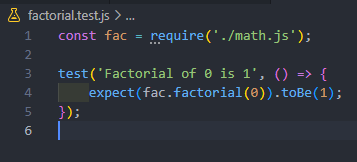 factorial.test.js > ...
1 const fac = require('./math.js');
2
3 test('Factorial of 0 is 1', () => {
4     expect(fac.factorial(0)).toBe(1);
5 });
6